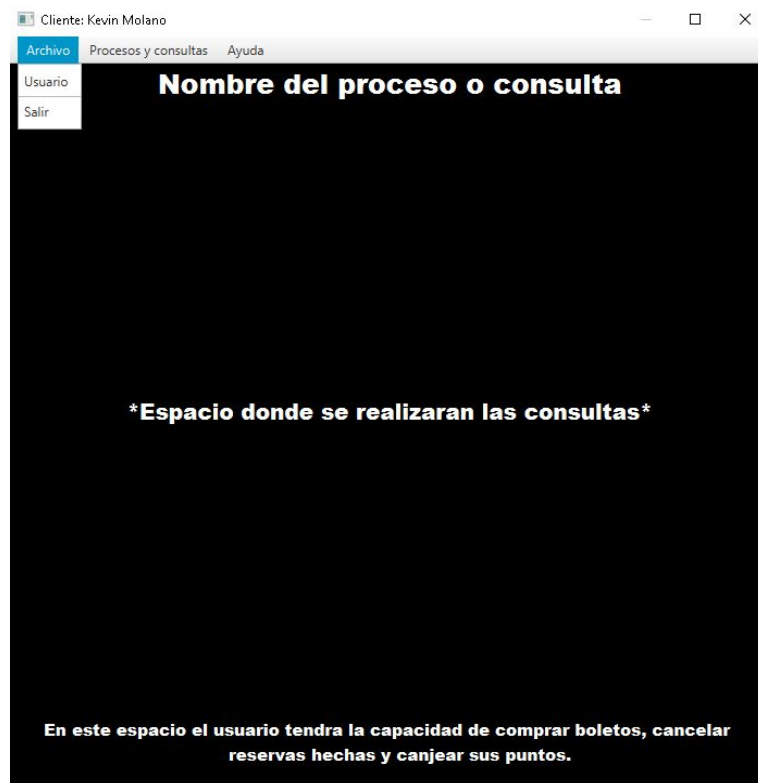 Cliente: Kevin Molano
Archivo Procesos y consultas Ayuda
Usuario
Salir
Nombre del proceso o consulta
*Espacio donde se realizaran las consultas*
En este espacio el usuario tendra la capacidad de comprar boletos, cancelar
reservas hechas y canjear sus puntos.